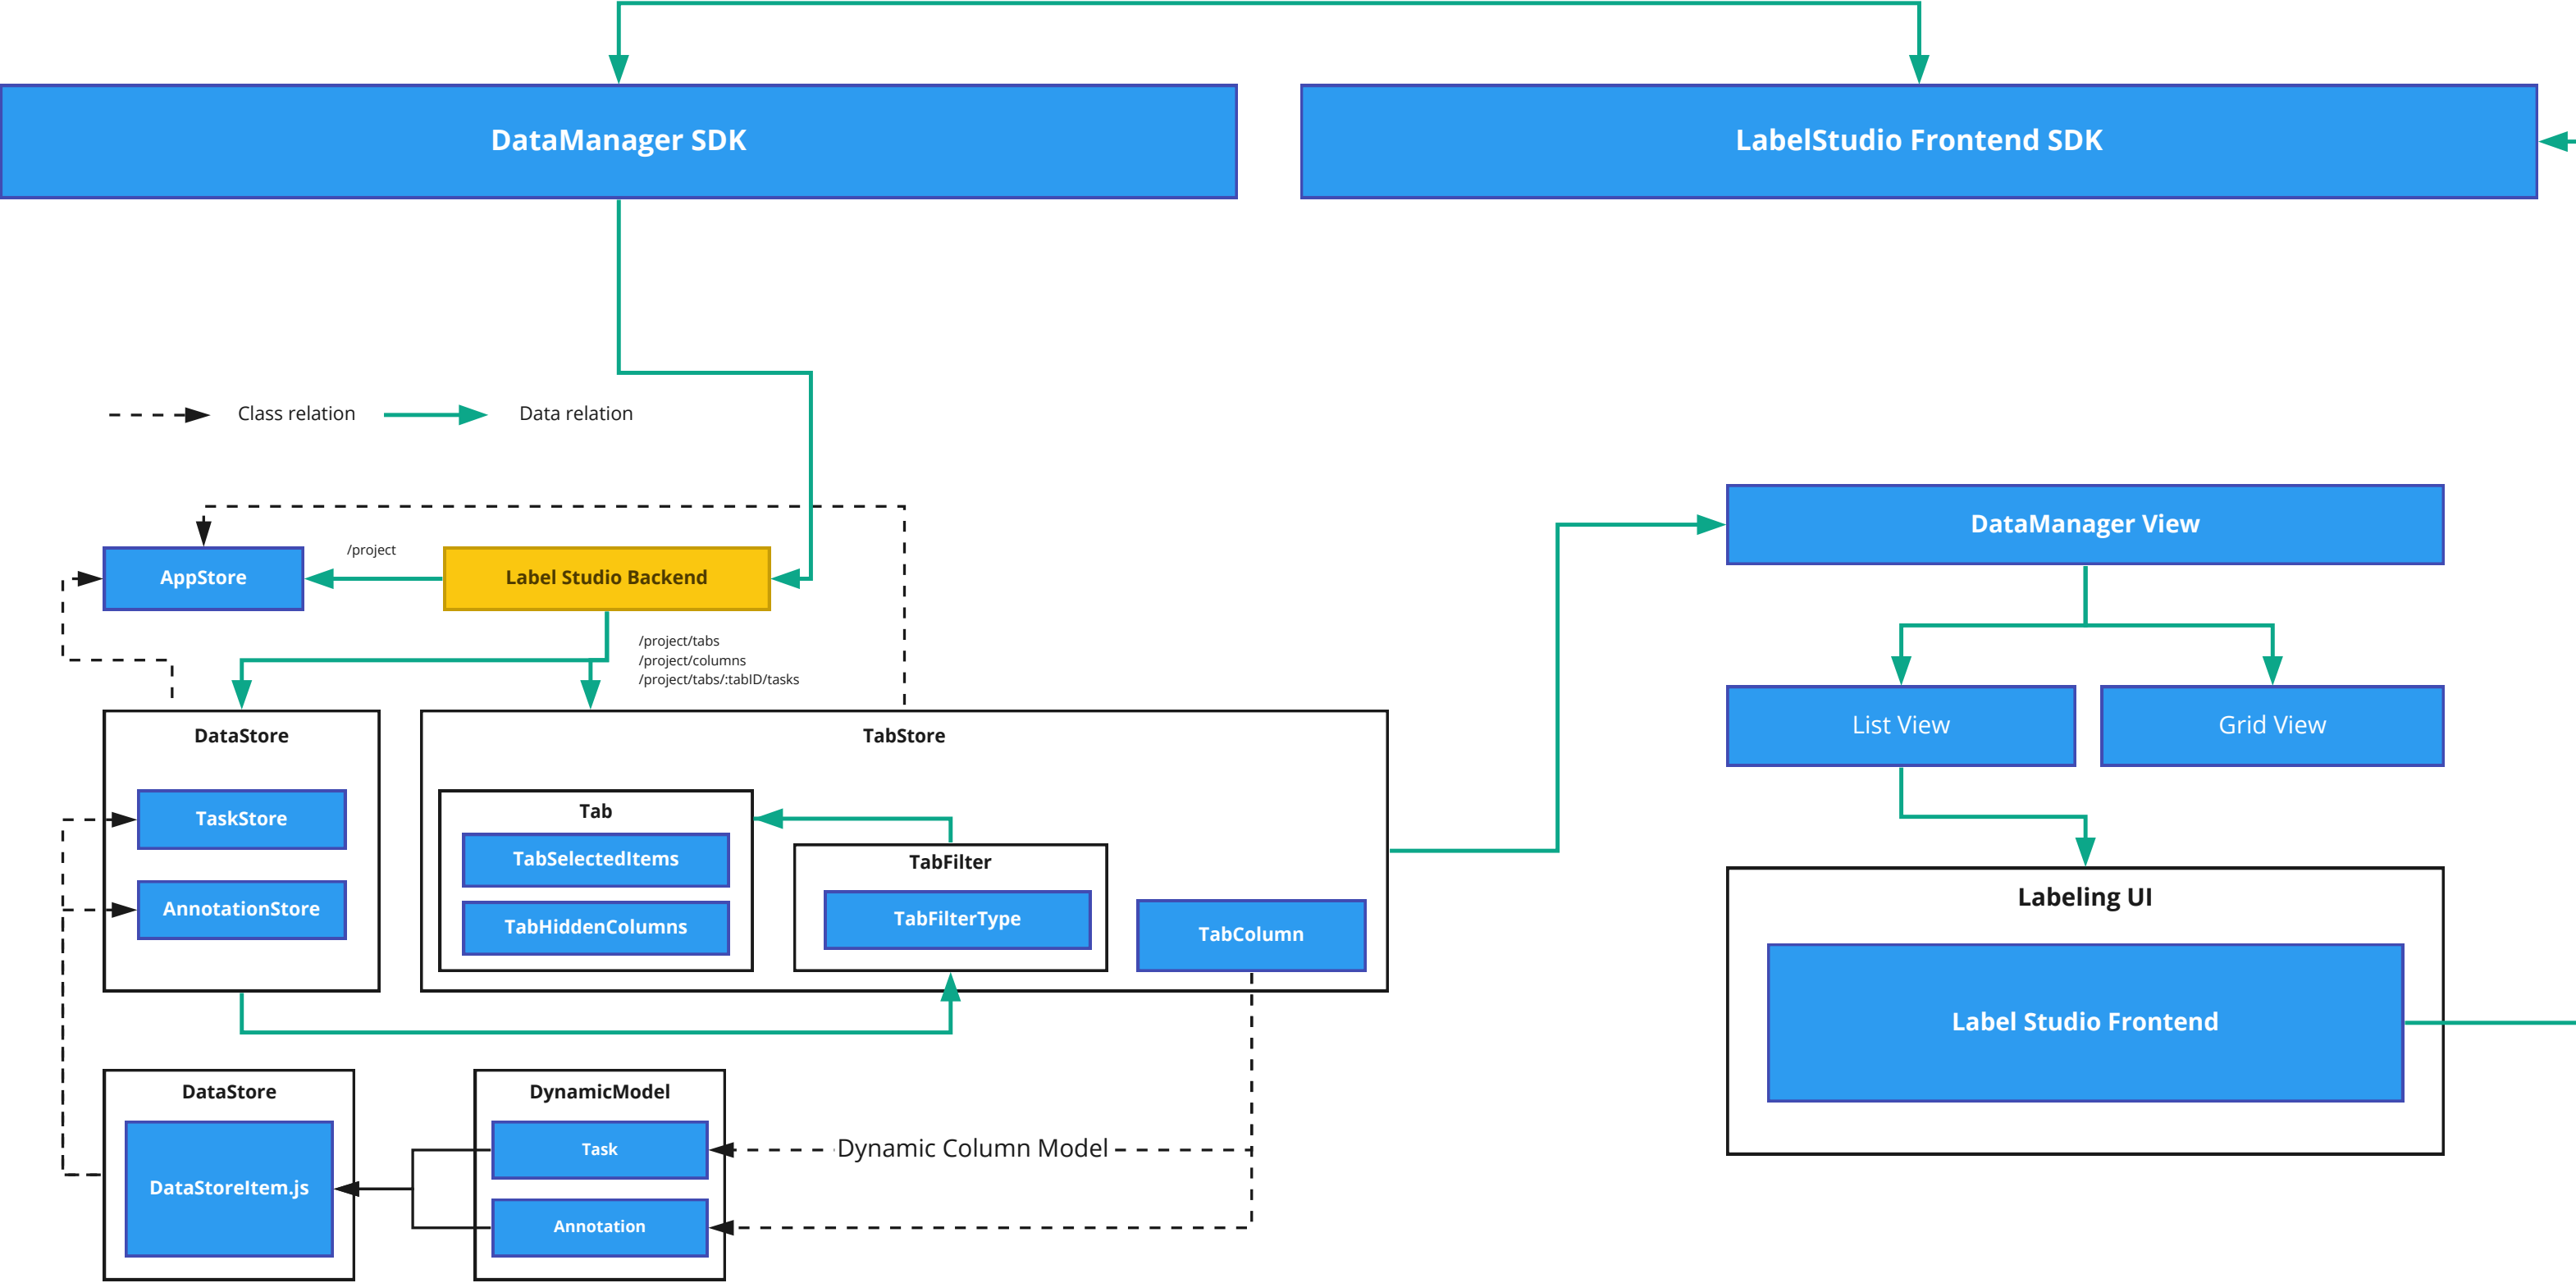 DataManager SDK
LabelStudio Frontend SDK
Class relation
Data relation
DataManager View
/project
AppStore
Label Studio Backend
/project/tabs
/project/columns
/project/tabs/:tabID/tasks
List View
Grid View
DataStore
TaskStore
AnnotationStore
TabStore
Tab
TabSelectedItems
TabHiddenColumns
TabFilter
TabFilterType
TabColumn
Labeling UI
Label Studio Frontend
DataStore
DataStoreItem.js
DynamicModel
Task
Annotation
Dynamic Column Model